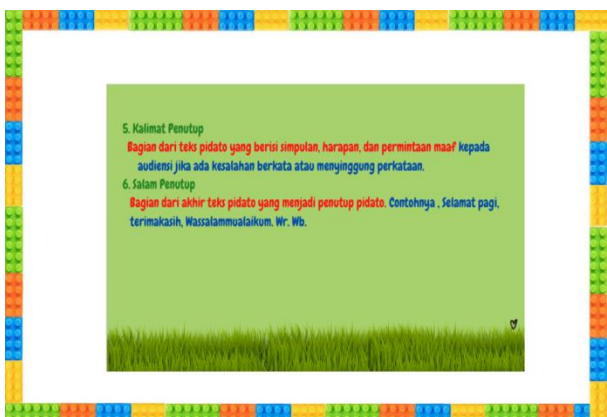 5. Kalimat Penutup
Bagian dari teks pidato yang berisi simpulan, harapan, dan permintaan maaf kepada
audiensi jika ada kesalahan berkata atau menyinggung perkataan.
6. Salam Penutup
Bagian dari akhir teks pidato yang menjadi penutup pidato. Contohnya , Selamat pagi,
terimakasih, Wassalammualaikum. Wr. Wb.